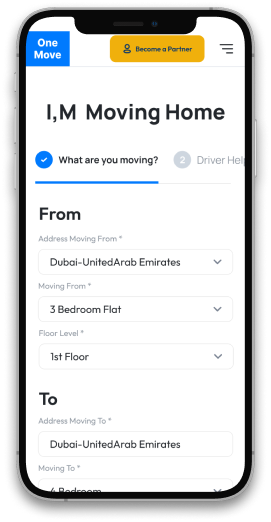 One
Move
Become a Partner
I,M Moving Home
What are you moving?
2 Driver Help
From
Address Moving From *
Dubai-UnitedArab Emirates
Moving From *
3 Bedroom Flat
Floor Level *
1st Floor
To
Address Moving To *
Dubai-UnitedArab Emirates
Moving To *
4 Bedroom